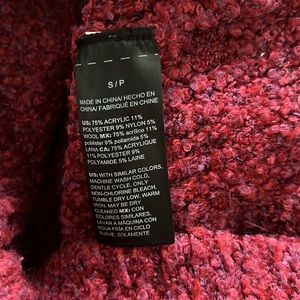 S / P
MADE IN CHINA/ HECHO EN
CHINA/ FABRIQUÉ EN CHINE
US: 75% ACRYLIC 11%
POLYESTER 9% NYLON 5%
WOOL MX: 75% acrílico 11%
poliéster 9% poliamida 5%
LANA CA: 75% ACRYLIQUE
11% POLYESTER 9%
POLYAMIDE 5% LAINE
US: WITH SIMILAR COLORS,
MACHINE WASH COLD,
GENTLE CYCLE. ONLY
NON-CHLORINE BLEACH,
TUMBLE DRY LOW. WARM
IRON, MAY BE DRY
CLEANED MX: CON
COLORES SIMILARES,
LAVAR A MÁQUINA CON
AGUA FRÍA EN CICLO
SUAVE. SOLAMENTE